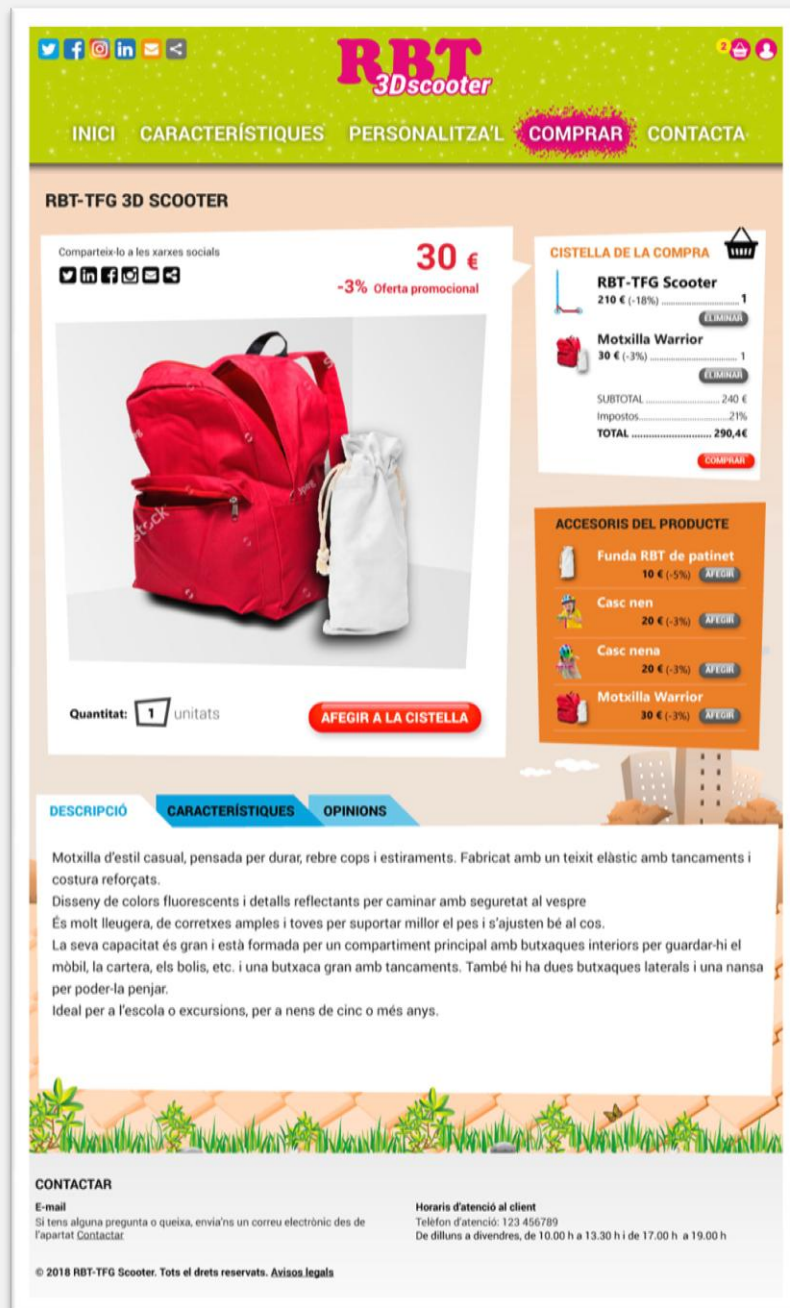 RBT
3Dscooter
2
INICI CARACTERÍSTIQUES PERSONALITZA'L COMPRAR CONTACTA
RBT-TFG 3D SCOOTER
Comparteix-lo a les xarxes socials
30 €
-3% Oferta promocional
stock
Quantitat: 1 unitats
AFEGIR A LA CISTELLA
CISTELLA DE LA COMPRA
RBT-TFG Scooter
210 € (-18%) 1
ELIMINAR
Motxilla Warrior
30 € (-3%) 1
ELIMINAR
SUBTOTAL 240 €
Impostos 21%
TOTAL 290,4€
COMPRAR
ACCESORIS DEL PRODUCTE
Funda RBT de patinet
10 € (-5%) AFEGIR
Casc nen
20 € (-3%) AFEGIR
Casc nena
20 € (-3%) AFEGIR
Motxilla Warrior
30 € (-3%) AFEGIR
DESCRIPCIÓ CARACTERÍSTIQUES OPINIONS
Motxilla d'estil casual, pensada per durar, rebre cops i estiraments. Fabricat amb un teixit elàstic amb tancaments i
costura reforçats.
Disseny de colors fluorescents i detalls reflectants per caminar amb seguretat al vespre
És molt lleugera, de corretxes amples i toves per suportar millor el pes i s'ajusten bé al cos.
La seva capacitat és gran i està formada per un compartiment principal amb butxaques interiors per guardar-hi el
mòbil, la cartera, els bolis, etc. i una butxaca gran amb tancaments. També hi ha dues butxaques laterals i una nansa
per poder-la penjar.
Ideal per a l'escola o excursions, per a nens de cinc o més anys.
CONTACTAR
E-mail
Si tens alguna pregunta o queixa, envia'ns un correu electrònic des de
l'apartat Contactar
Horaris d'atenció al client
Telèfon d'atenció: 123 456789
De dilluns a divendres, de 10.00 h a 13.30 h i de 17.00 h a 19.00 h
© 2018 RBT-TFG Scooter. Tots el drets reservats. Avisos legals